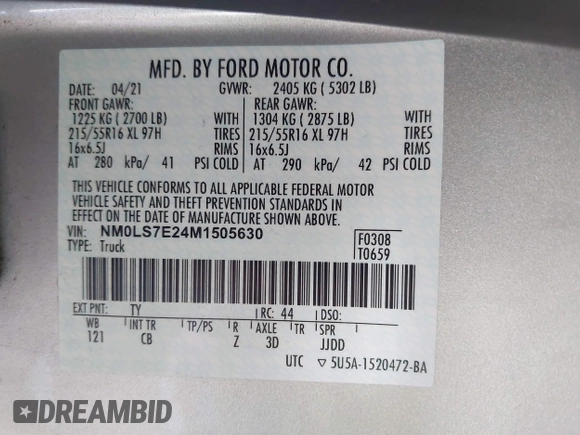 MFD. BY FORD MOTOR CO.
DATE: 04/21 GVWR: 2405 KG ( 5302 LB)
FRONT GAWR: REAR GAWR:
1225 KG ( 2700 LB) WITH 1304 KG ( 2875 LB) WITH
215/55R16 XL 97H TIRES 215/55R16 XL 97H TIRES
16x6.5J RIMS 16x6.5J RIMS
AT 280 kPa/ 41 PSI COLD AT 290 kPa/ 42 PSI COLD
THIS VEHICLE CONFORMS TO ALL APPLICABLE FEDERAL MOTOR
VEHICLE SAFETY AND THEFT PREVENTION STANDARDS IN
EFFECT ON THE DATE OF MANUFACTURE SHOWN ABOVE.
VIN: NM0LS7E24M1505630
TYPE: Truck
F0308
T0659
EXT PNT: TY RC: 44 DSO:
WB INT TR TP/PS R AXLE TR SPR
121 CB Z 3D JJDD
UTC ▽ 5U5A-1520472-BA
DREAMBID